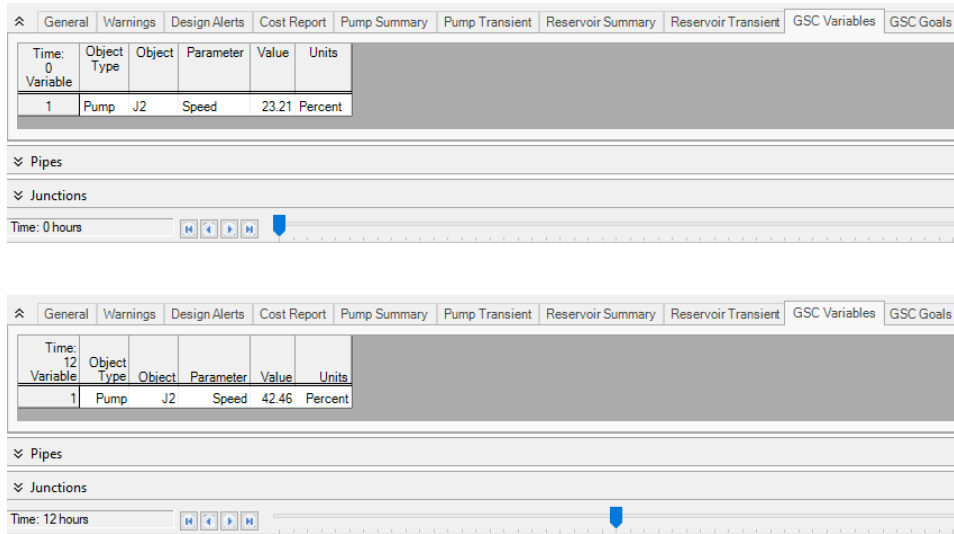 General Warnings Design Alerts Cost Report Pump Summary Pump Transient Reservoir Summary Reservoir Transient GSC Variables GSC Goals
Time: 0 Variable Object Type Object Parameter Value Units
1 Pump J2 Speed 23.21 Percent
Pipes
Junctions
Time: 0 hours
General Warnings Design Alerts Cost Report Pump Summary Pump Transient Reservoir Summary Reservoir Transient GSC Variables GSC Goals
Time: 12 Variable Object Type Object Parameter Value Units
1 Pump J2 Speed 42.46 Percent
Pipes
Junctions
Time: 12 hours